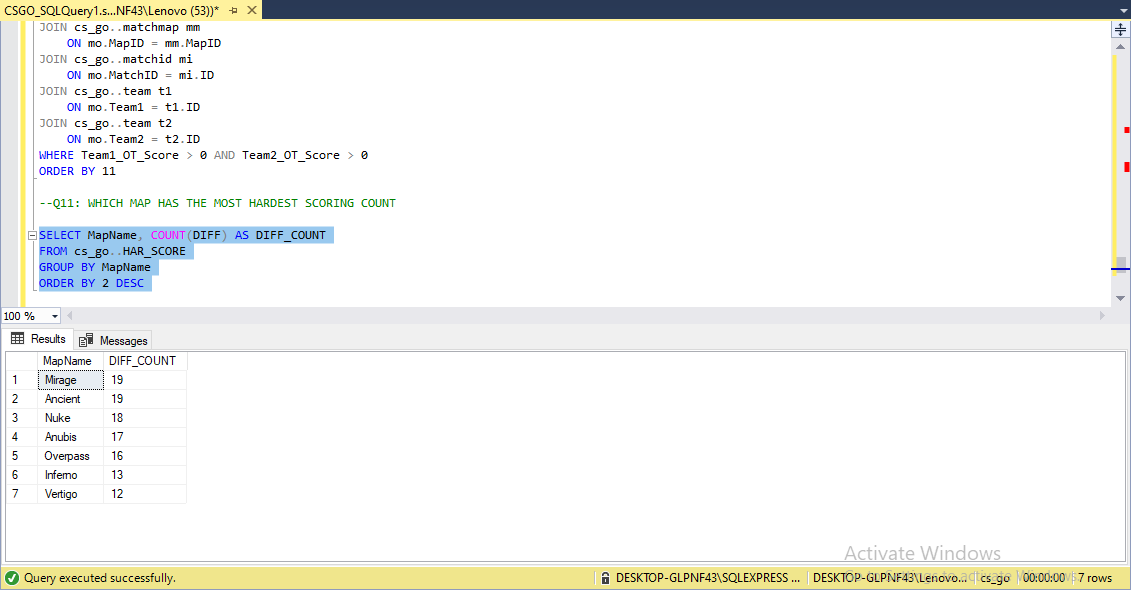 CSGO_SQLQuery1.s...NF43\Lenovo (53))*
JOIN cs_go..matchmap mm
ON mo.MapID = mm.MapID
JOIN cs_go..matchid mi
ON mo.MatchID = mi.ID
JOIN cs_go..team t1
ON mo.Team1 = t1.ID
JOIN cs_go..team t2
ON mo.Team2 = t2.ID
WHERE Team1_OT_Score > 0 AND Team2_OT_Score > 0
ORDER BY 11
--Q11: WHICH MAP HAS THE MOST HARDEST SCORING COUNT
SELECT MapName, COUNT(DIFF) AS DIFF_COUNT
FROM cs_go..HAR_SCORE
GROUP BY MapName
ORDER BY 2 DESC
100 %
Results Messages
MapName DIFF_COUNT
1 Mirage 19
2 Ancient 19
3 Nuke 18
4 Anubis 17
5 Overpass 16
6 Inferno 13
7 Vertigo 12
Activate Windows
Go to Settings to activate Windows.
Query executed successfully. DESKTOP-GLPNF43\SQLEXPRESS ... DESKTOP-GLPNF43\Lenovo... cs_go 00:00:00 7 rows